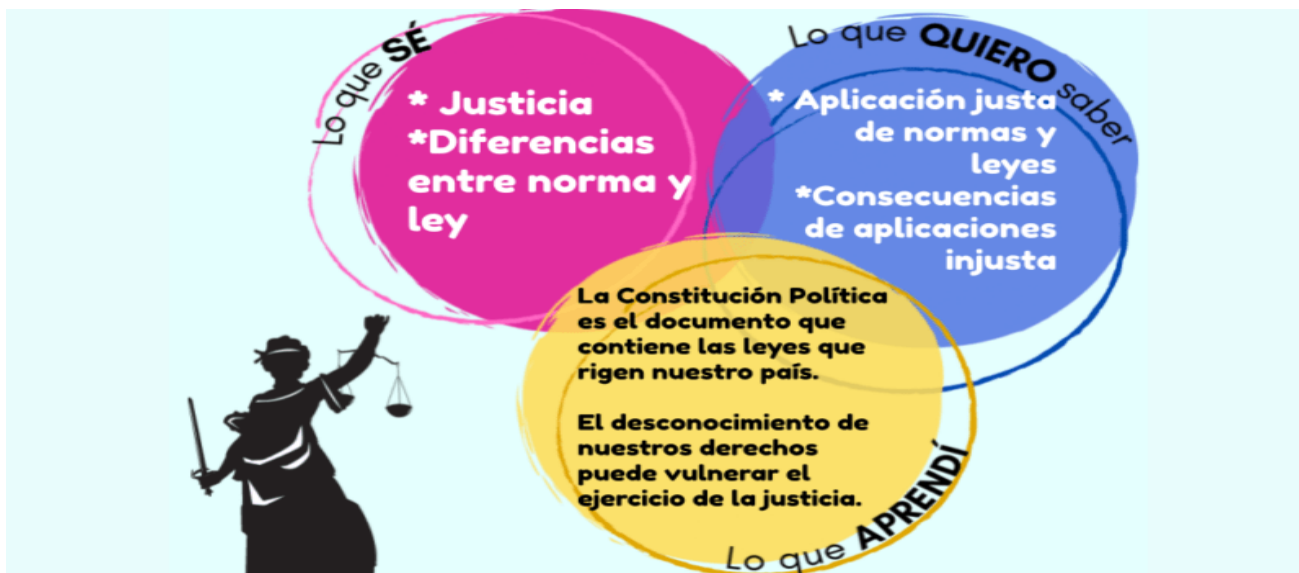 Lo que SÉ
* Justicia
*Diferencias
entre norma y
ley
Lo que QUIERO saber
* Aplicación justa
de normas y
leyes
*Consecuencias
de aplicaciones
injusta
La Constitución Política
es el documento que
contiene las leyes que
rigen nuestro país.
El desconocimiento de
nuestros derechos
puede vulnerar el
ejercicio de la justicia.
Lo que APRENDÍ